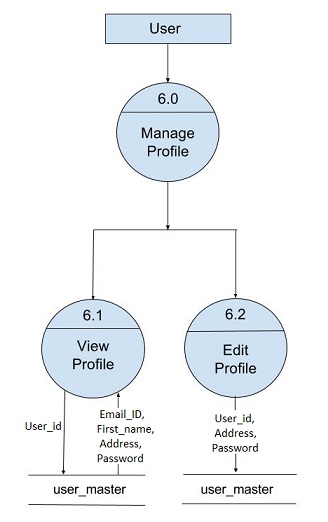 User
6.0
Manage
Profile
6.1
View
Profile
6.2
Edit
Profile
User_id
Email_ID,
First_name,
Address,
Password
User_id,
Address,
Password
user_master
user_master